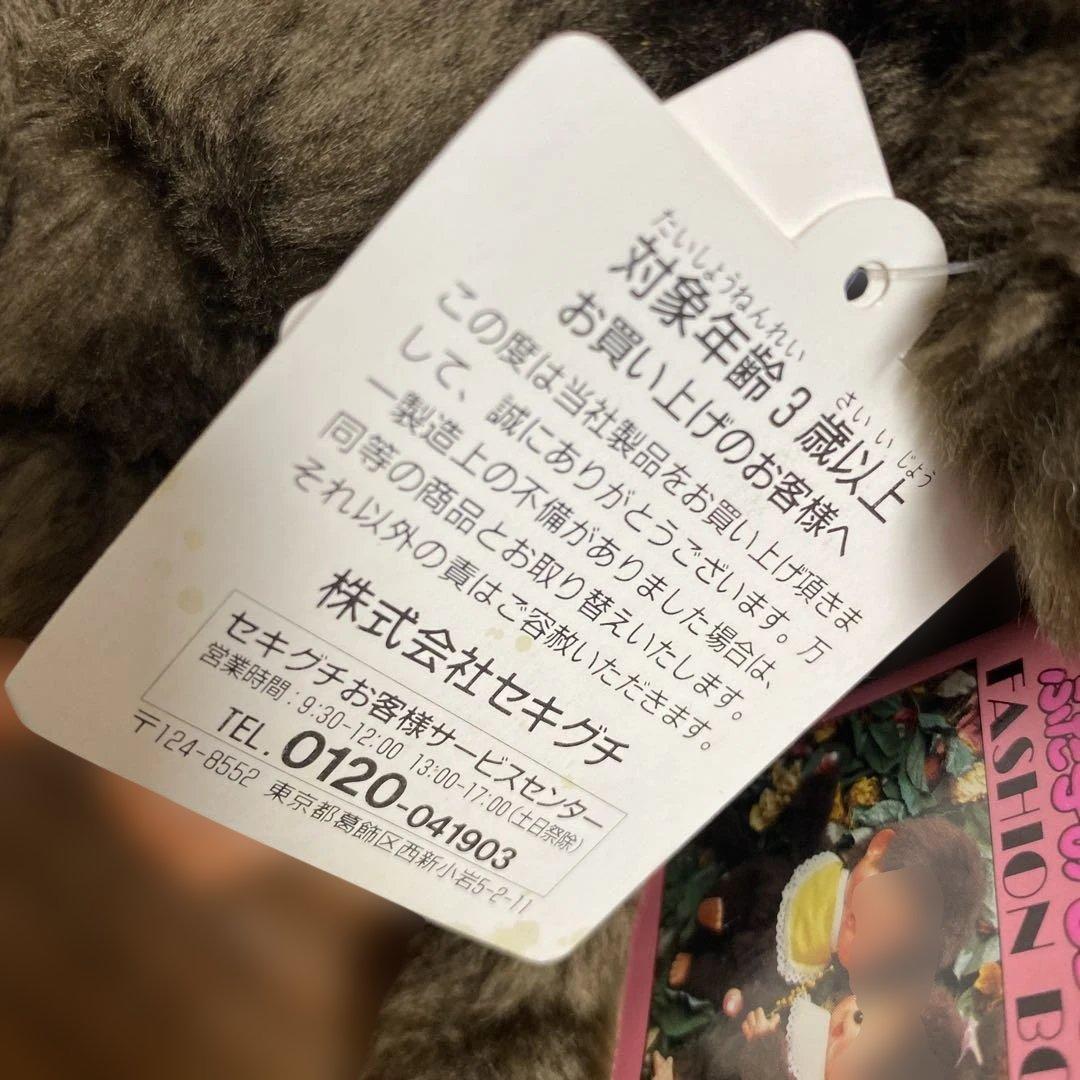 たいしょうねんれい さいいじょう
対象年齢3歳以上
お買い上げのお客様へ
この度は当社製品をお買い上げ頂きま
して、誠にありがとうございます。万
一製造上の不備がありました場合は、
同等の商品とお取り替えいたします。
それ以外の責はご容赦いただきます。
株式会社セキグチ
セキグチお客様サービスセンター
営業時間：9:30-12:00 13:00-17:00（土日祭除）
TEL. 0120-041903
〒124-8552 東京都葛飾区西新小岩5-2-11
FASHION BO